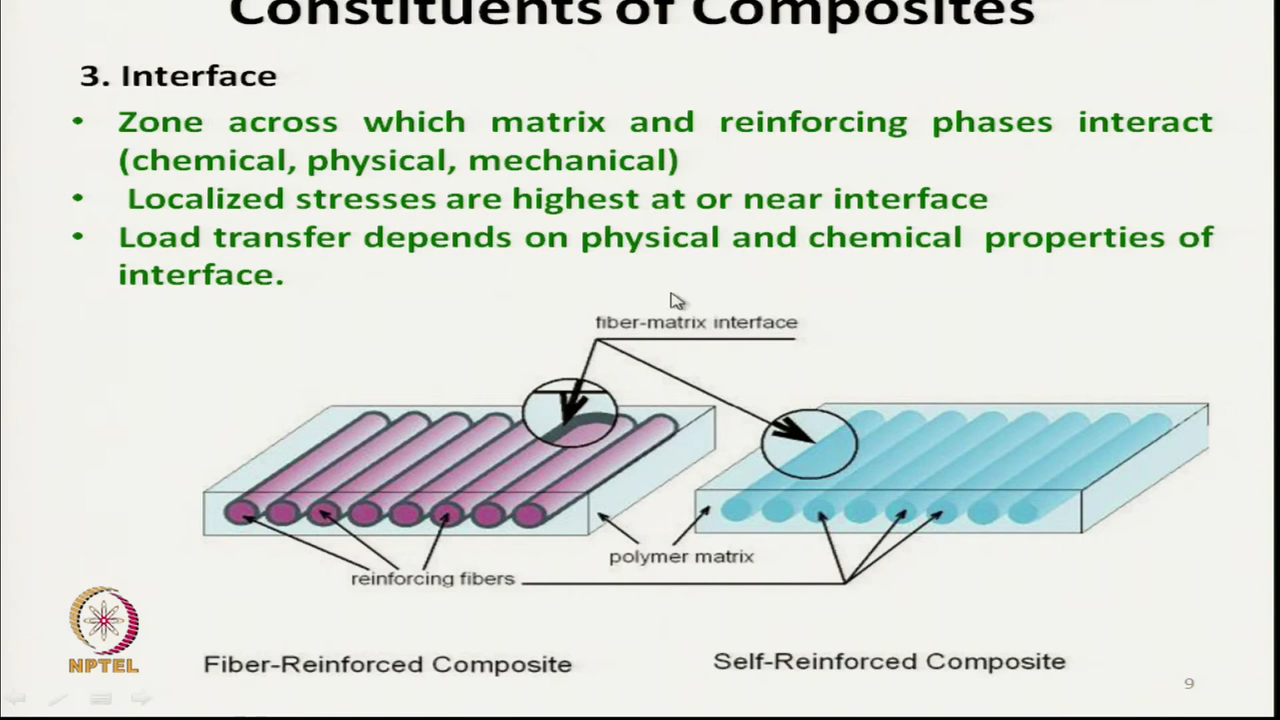 Constituents of Composites
3. Interface
• Zone across which matrix and reinforcing phases interact
(chemical, physical, mechanical)
• Localized stresses are highest at or near interface
• Load transfer depends on physical and chemical properties of
interface.
fiber-matrix interface
polymer matrix
reinforcing fibers
NPTEL
Fiber-Reinforced Composite
Self-Reinforced Composite
9